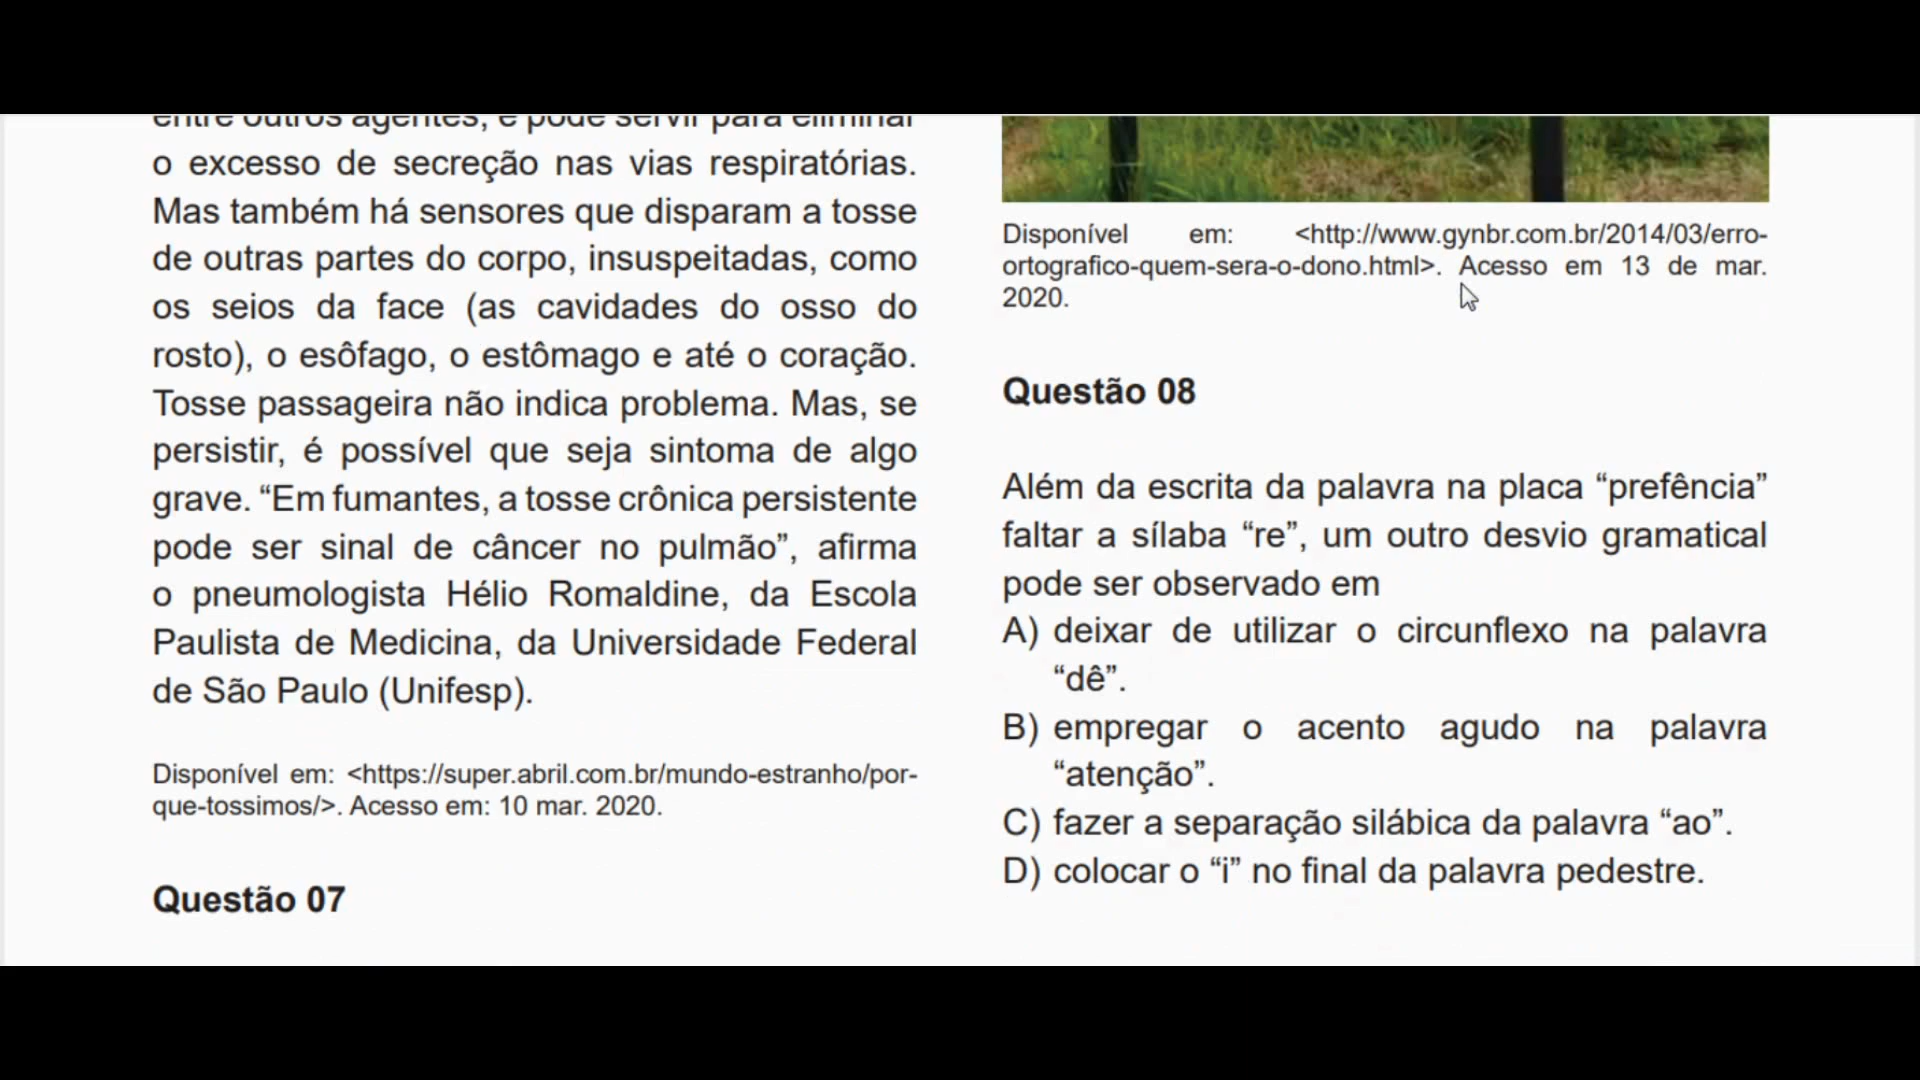 entre outros agentes, e pode servir para eliminar
o excesso de secreção nas vias respiratórias.
Mas também há sensores que disparam a tosse
de outras partes do corpo, insuspeitadas, como
os seios da face (as cavidades do osso do
rosto), o esôfago, o estômago e até o coração.
Tosse passageira não indica problema. Mas, se
persistir, é possível que seja sintoma de algo
grave. “Em fumantes, a tosse crônica persistente
pode ser sinal de câncer no pulmão”, afirma
o pneumologista Hélio Romaldine, da Escola
Paulista de Medicina, da Universidade Federal
de São Paulo (Unifesp).
Disponível em: <https://super.abril.com.br/mundo-estranho/por-
que-tossimos/>. Acesso em: 10 mar. 2020.
Questão 07
Disponível em: <http://www.gynbr.com.br/2014/03/erro-
ortografico-quem-sera-o-dono.html>. Acesso em 13 de mar.
2020.
Questão 08
Além da escrita da palavra na placa “prefência”
faltar a sílaba “re”, um outro desvio gramatical
pode ser observado em
A) deixar de utilizar o circunflexo na palavra
“dê”.
B) empregar o acento agudo na palavra
“atenção”.
C) fazer a separação silábica da palavra “ao”.
D) colocar o “i” no final da palavra pedestre.